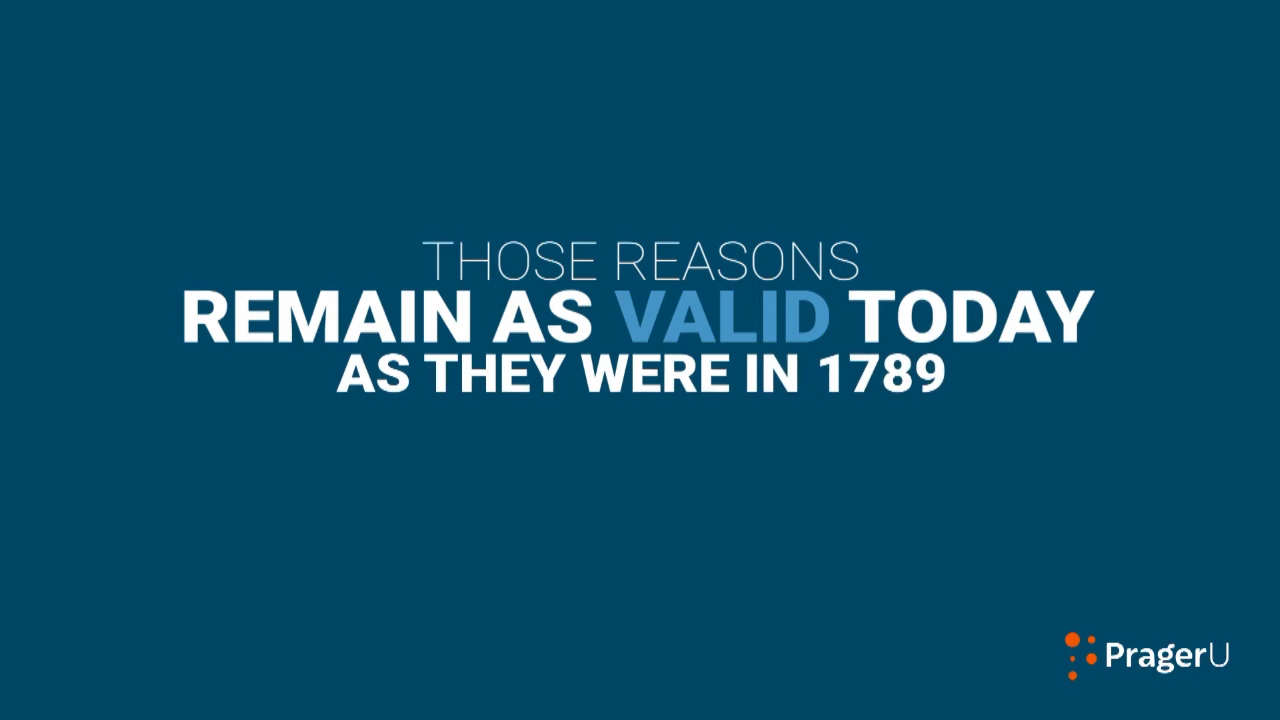 THOSE REASONS
REMAIN AS VALID TODAY
AS THEY WERE IN 1789
PragerU